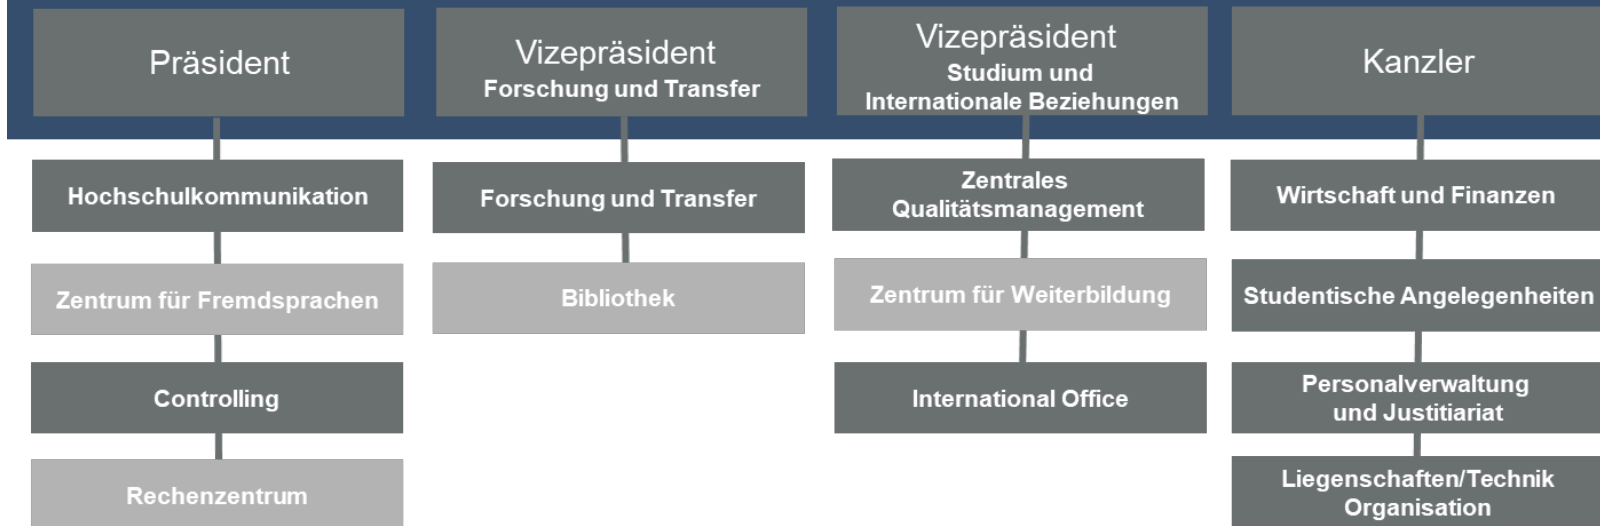 Präsident
Vizepräsident
Forschung und Transfer
Vizepräsident
Studium und
Internationale Beziehungen
Kanzler
Hochschulkommunikation
Forschung und Transfer
Zentrales
Qualitätsmanagement
Wirtschaft und Finanzen
Zentrum für Fremdsprachen
Bibliothek
Zentrum für Weiterbildung
Studentische Angelegenheiten
Controlling
International Office
Personalverwaltung
und Justitiariat
Rechenzentrum
Liegenschaften/Technik
Organisation